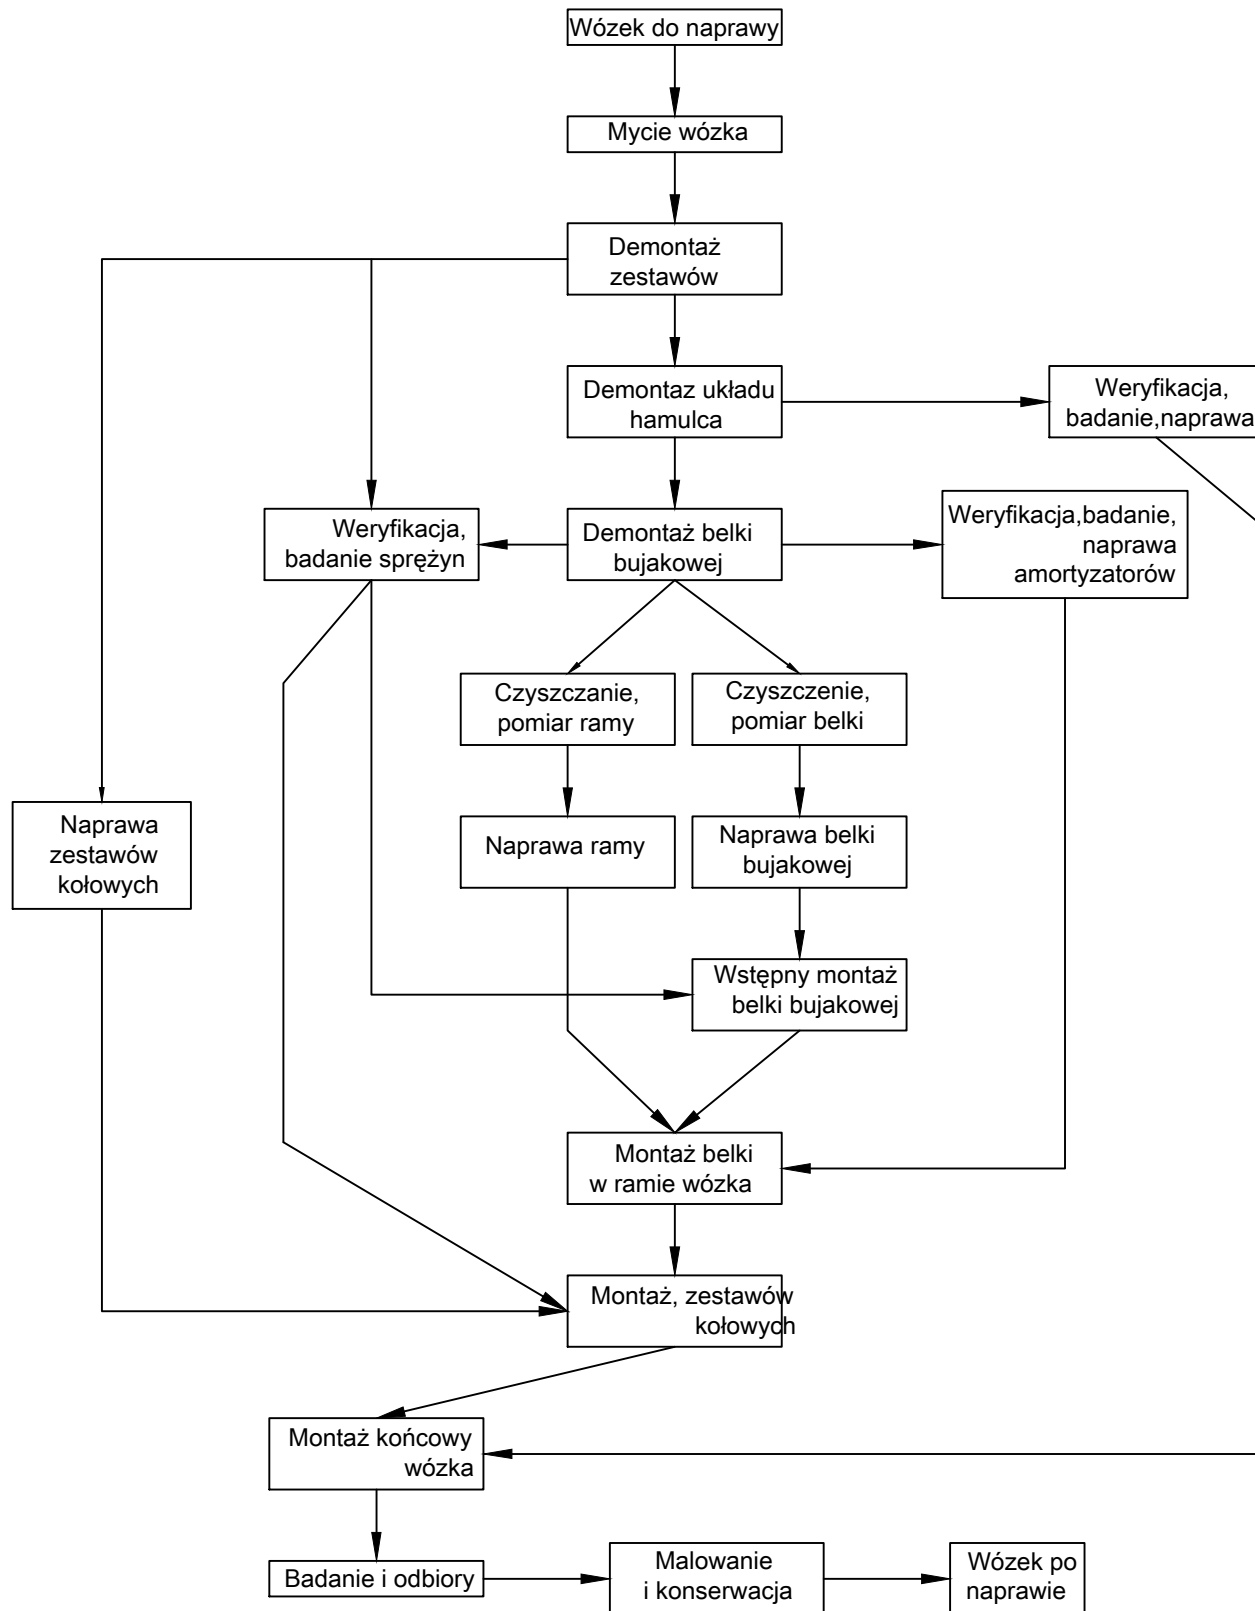 Wózek do naprawy
Mycie wózka
Demontaż
zestawów
Demontaz układu
hamulca
Weryfikacja,
badanie,naprawa
Weryfikacja,
badanie sprężyn
Demontaż belki
bujakowej
Weryfikacja,badanie,
naprawa
amortyzatorów
Czyszczanie,
pomiar ramy
Czyszczenie,
pomiar belki
Naprawa
zestawów
kołowych
Naprawa ramy
Naprawa belki
bujakowej
Wstępny montaż
belki bujakowej
Montaż belki
w ramie wózka
Montaż, zestawów
kołowych
Montaż końcowy
wózka
Badanie i odbiory
Malowanie
i konserwacja
Wózek po
naprawie